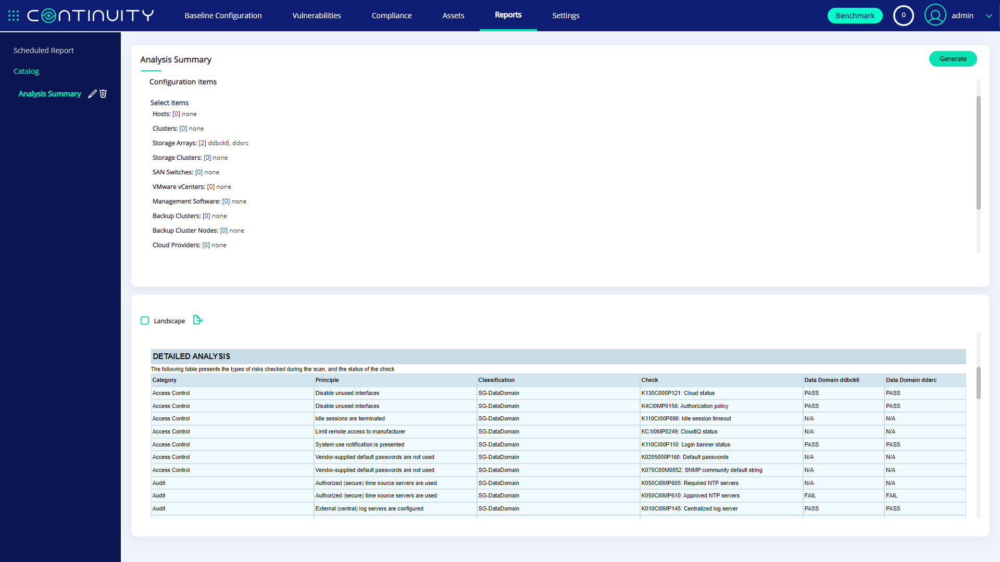 CONTINUITY Baseline Configuration Vulnerabilities Compliance Assets Reports Settings Benchmark 0 admin
Scheduled Report
Catalog
Analysis Summary
Analysis Summary Generate
Configuration items
Select items
Hosts: [0] none
Clusters: [0] none
Storage Arrays: [2] ddbck6, ddsrc
Storage Clusters: [0] none
SAN Switches: [0] none
VMware vCenters: [0] none
Management Software: [0] none
Backup Clusters: [0] none
Backup Cluster Nodes: [0] none
Cloud Providers: [0] none
Landscape
DETAILED ANALYSIS
The following table presents the types of risks checked during the scan, and the status of the check
Category Principle Classification Check Data Domain ddbck6 Data Domain ddsrc
Access Control Disable unused interfaces SG-DataDomain K130C000P121: Cloud status PASS PASS
Access Control Disable unused interfaces SG-DataDomain K4CI0MP0156: Authorization policy PASS PASS
Access Control Idle sessions are terminated SG-DataDomain K110CI00P690: Idle session timeout N/A N/A
Access Control Limit remote access to manufacturer SG-DataDomain KC1I0MP0249: CloudIQ status N/A N/A
Access Control System use notification is presented SG-DataDomain K110CI00P110: Login banner status PASS PASS
Access Control Vendor-supplied default passwords are not used SG-DataDomain K0205000P160: Default passwords N/A N/A
Access Control Vendor-supplied default passwords are not used SG-DataDomain K070C00M0852: SNMP community default string N/A N/A
Audit Authorized (secure) time source servers are used SG-DataDomain K050CI0MP605: Required NTP servers N/A N/A
Audit Authorized (secure) time source servers are used SG-DataDomain K050CI0MP610: Approved NTP servers FAIL FAIL
Audit External (central) log servers are configured SG-DataDomain K010CI0MP145: Centralized log server PASS PASS